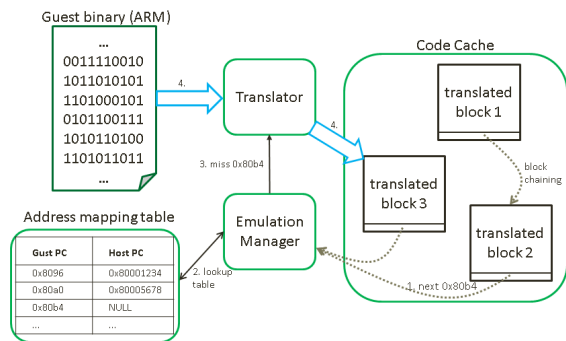 Guest binary (ARM)
...
0011110010
1011010101
1101000101
0101100111
1010110100
1101011011
...
4.
Translator
4.
3. miss 0x80b4
Emulation
Manager
2. lookup
table
Address mapping table
Gust PC Host PC
0x8096 0x80001234
0x80a0 0x80005678
0x80b4 NULL
... ...
Code Cache
translated
block 1
block
chaining
translated
block 3
translated
block 2
1. next 0x80b4